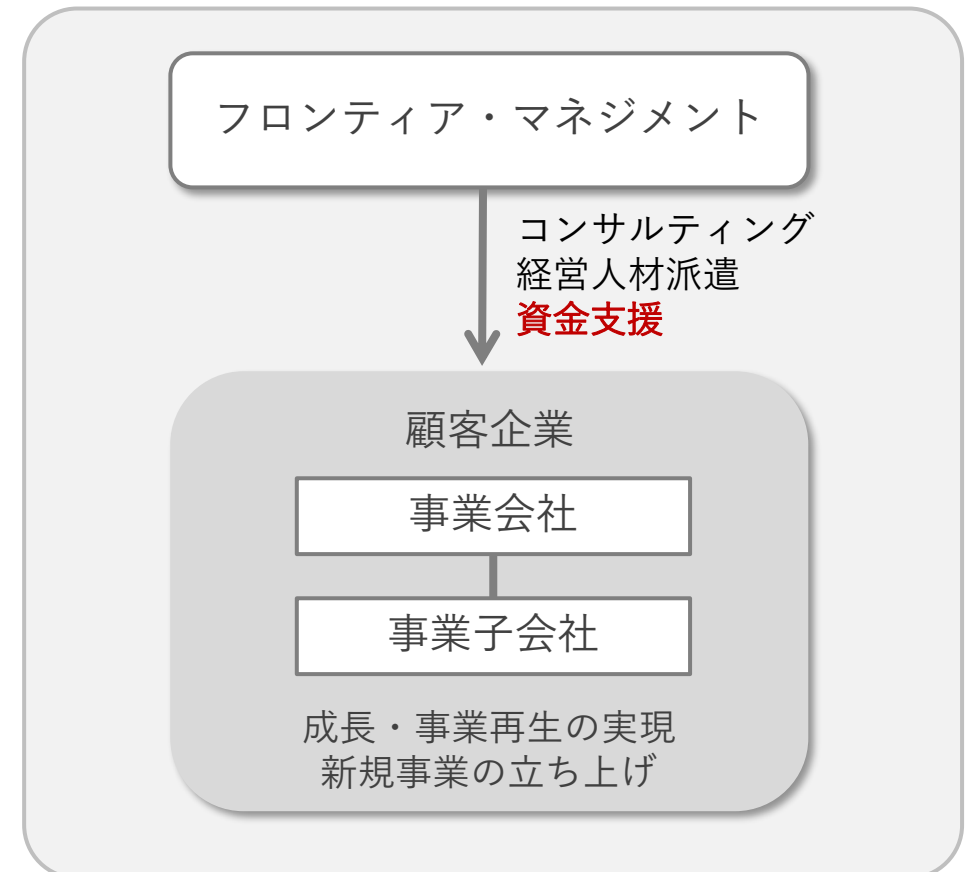 フロンティア・マネジメント
コンサルティング
経営人材派遣
資金支援
顧客企業
事業会社
事業子会社
成長・事業再生の実現
新規事業の立ち上げ